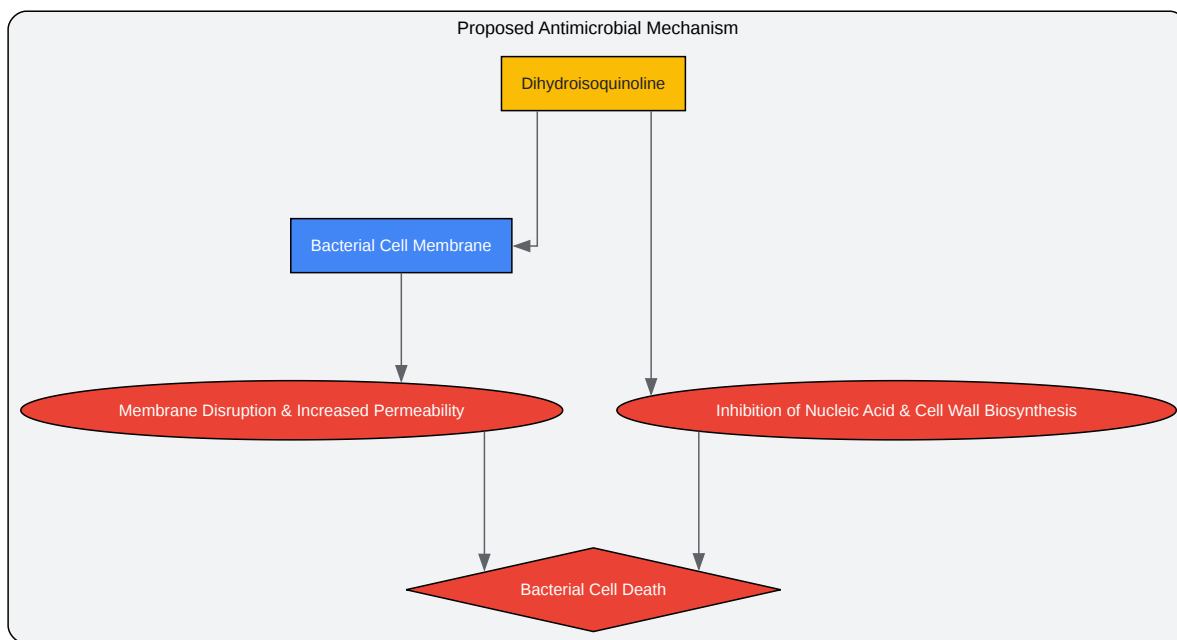 Proposed Antimicrobial Mechanism
Dihydroisoquinoline
Bacterial Cell Membrane
Membrane Disruption & Increased Permeability
Inhibition of Nucleic Acid & Cell Wall Biosynthesis
Bacterial Cell Death